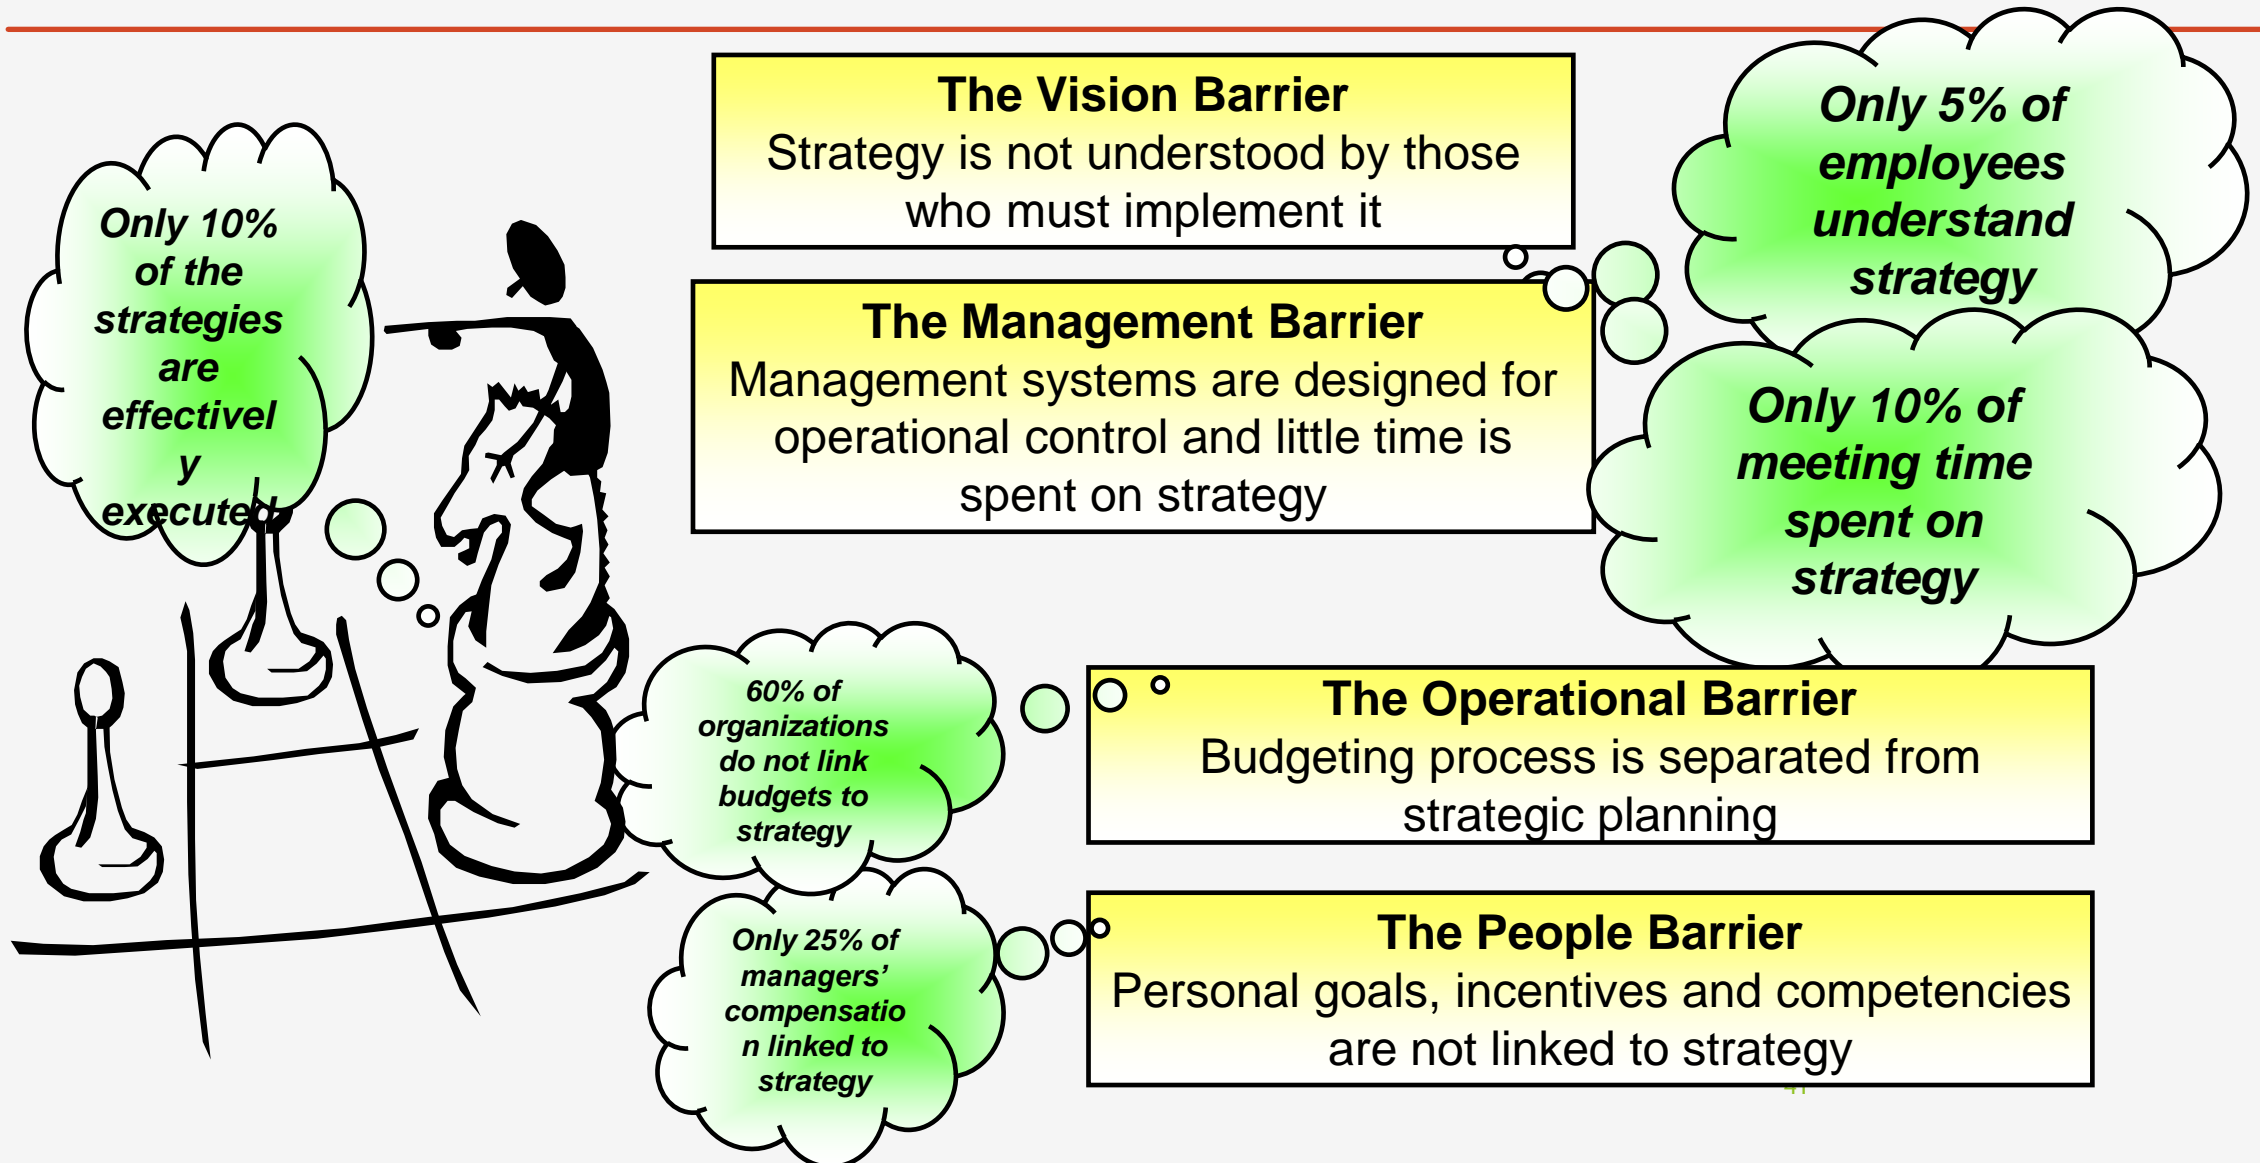 Only 10%
of the
strategies
are
effectivel
y
executed
The Vision Barrier
Strategy is not understood by those
who must implement it
Only 5% of
employees
understand
strategy
The Management Barrier
Management systems are designed for
operational control and little time is
spent on strategy
Only 10% of
meeting time
spent on
strategy
60% of
organizations
do not link
budgets to
strategy
The Operational Barrier
Budgeting process is separated from
strategic planning
Only 25% of
managers’
compensatio
n linked to
strategy
The People Barrier
Personal goals, incentives and competencies
are not linked to strategy